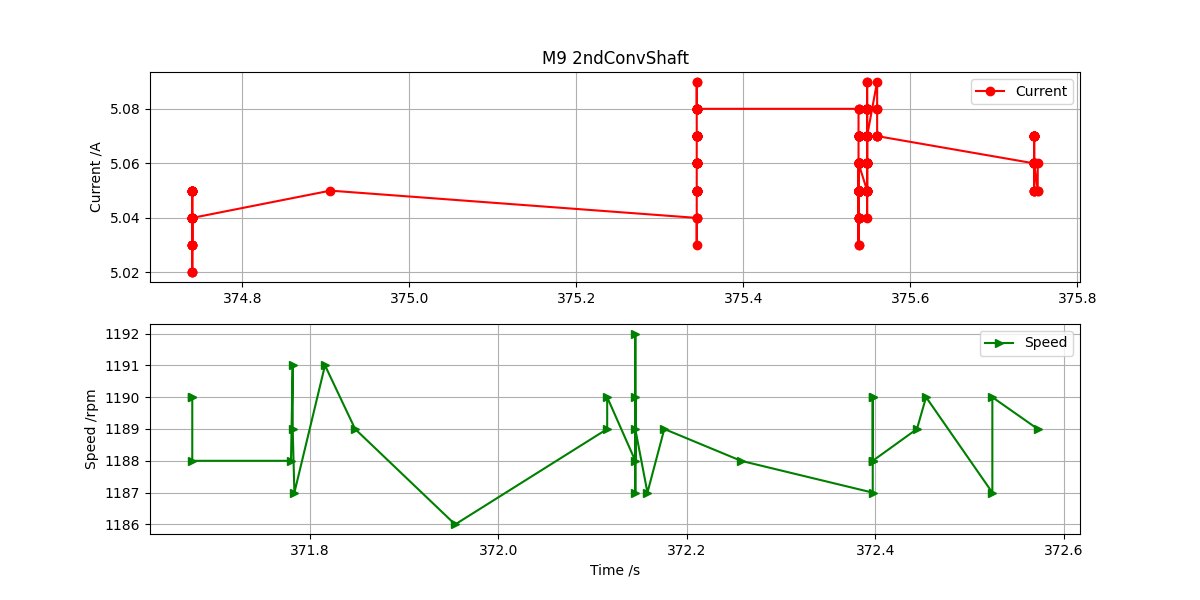 M9 2ndConvShaft
Current
5.08
5.06
5.04
5.02
Current /A
374.8 375.0 375.2 375.4 375.6 375.8
Speed
1192
1191
1190
1189
1188
1187
1186
Speed /rpm
371.8 372.0 372.2 372.4 372.6
Time /s